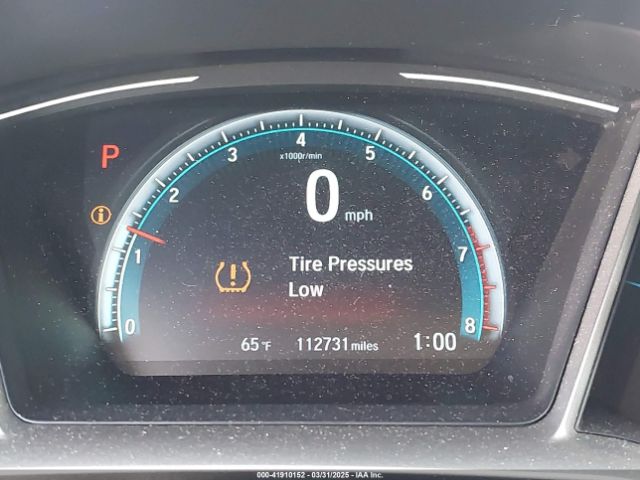 4
3
5
x1000r/min
P
2
6
0 mph
1
7
Tire Pressures
Low
0
8
65°F 112731 miles 1:00
000-41910152 - 03/31/2025 - IAA Inc.